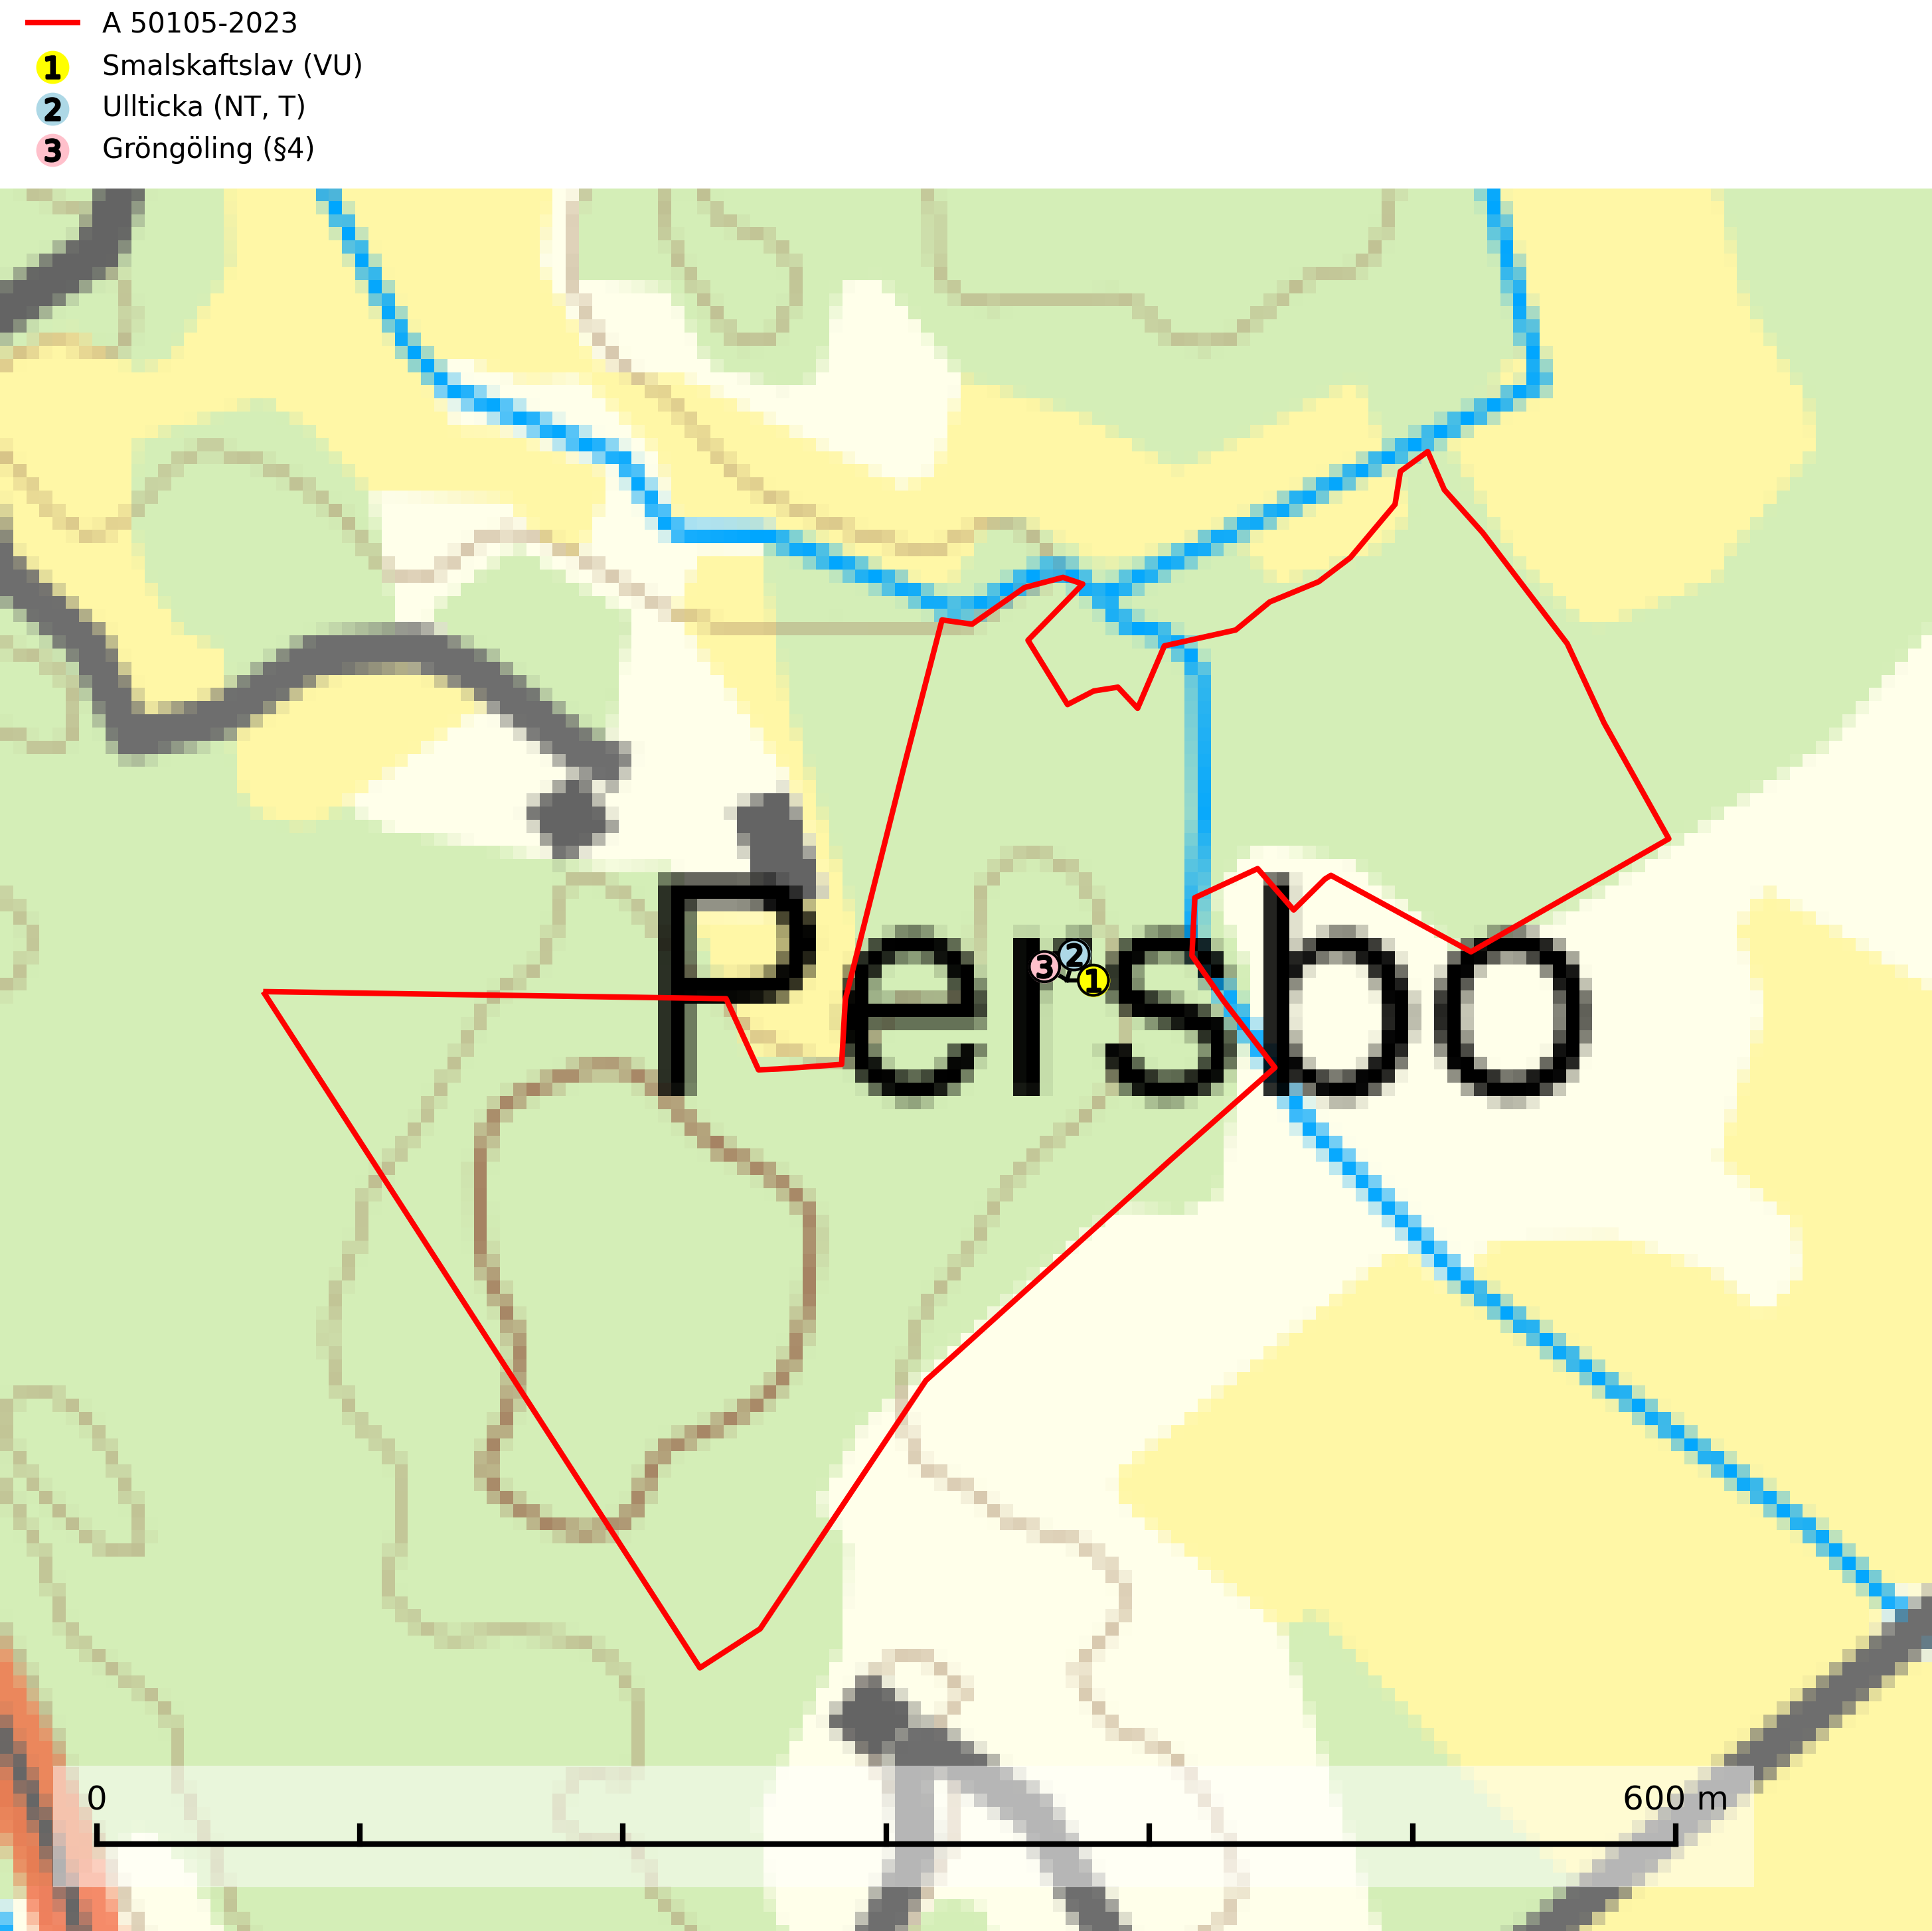 A 50105-2023
1 Smalskaftslav (VU)
2 Ullticka (NT, T)
3 Gröngöling (§4)
Persbo
3 2 1
0 600 m